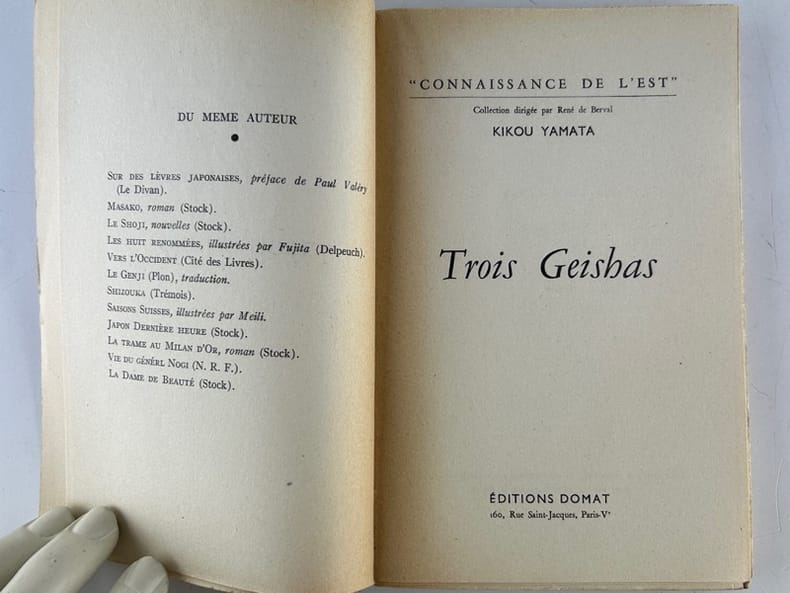 DU MEME AUTEUR
SUR DES LÈVRES JAPONAISES, préface de Paul Valéry
(Le Divan).
MASAKO, roman (Stock).
LE SHOJI, nouvelles (Stock).
LES HUIT RENOMMÉES, illustrées par Fujita (Delpeuch).
VERS L'OCCIDENT (Cité des Livres).
LE GENJI (Plon), traduction.
SHIZOUKA (Trémois).
SAISONS SUISSES, illustrées par Meili.
JAPON DERNIÈRE HEURE (Stock).
LA TRAME AU MILAN D'OR, roman (Stock).
VIE DU GÉNÉRL NOGI (N. R. F.).
LA DAME DE BEAUTÉ (Stock).
"CONNAISSANCE DE L'EST"
Collection dirigée par René de Berval
KIKOU YAMATA
Trois Geishas
ÉDITIONS DOMAT
160, Rue Saint-Jacques, Paris-Vᵉ